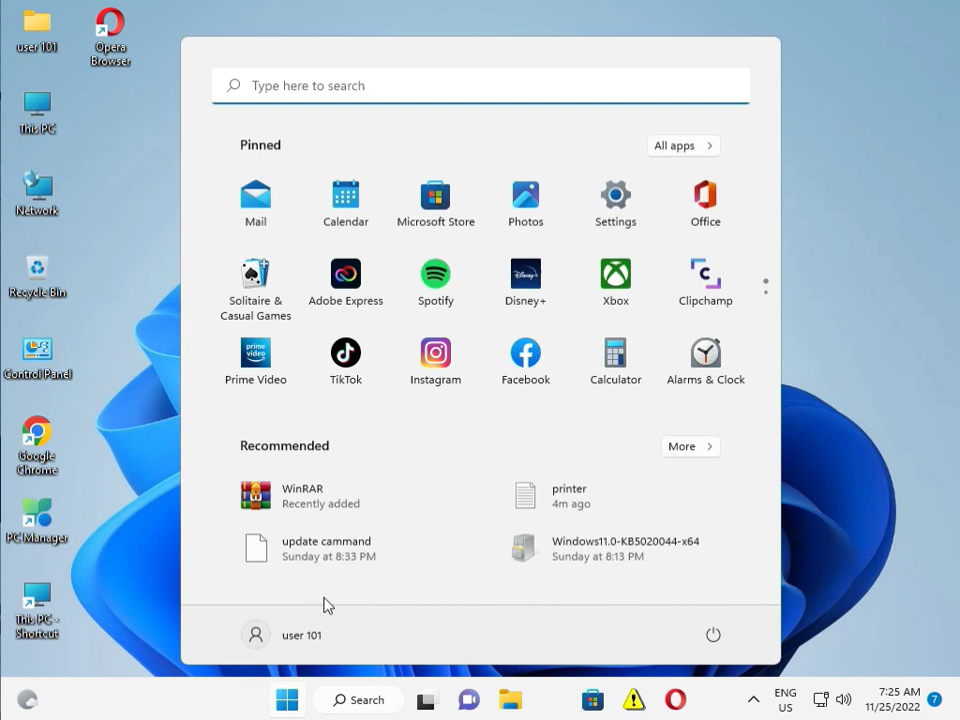 user 101
Opera
Browser
This PC
Network
Recycle Bin
Control Panel
Google
Chrome
PC Manager
This PC -
Shortcut
Type here to search
Pinned
All apps
Mail
Calendar
Microsoft Store
Photos
Settings
Office
Solitaire &
Casual Games
Adobe Express
Spotify
Disney+
Xbox
Clipchamp
prime
video
Prime Video
TikTok
Instagram
Facebook
Calculator
Alarms & Clock
Recommended
More
WinRAR
Recently added
printer
4m ago
update cammand
Sunday at 8:33 PM
Windows11.0-KB5020044-x64
Sunday at 8:13 PM
user 101
Search
ENG
US
7:25 AM
11/25/2022
7